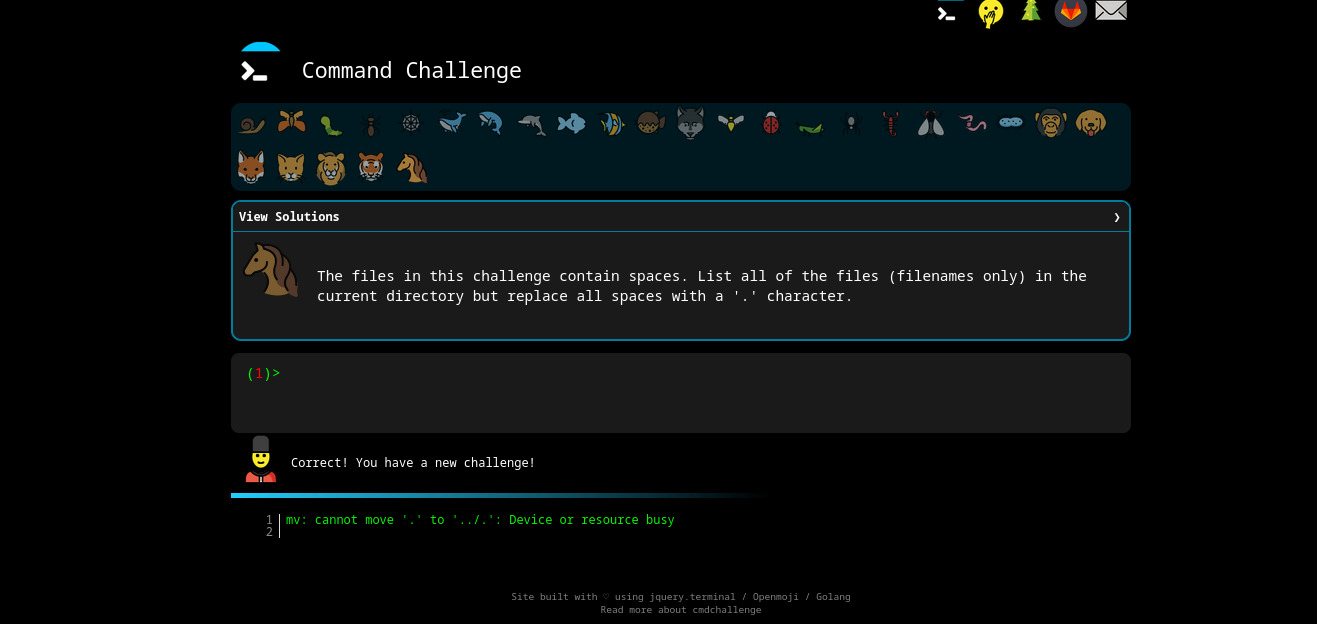 Command Challenge
View Solutions ❯
The files in this challenge contain spaces. List all of the files (filenames only) in the
current directory but replace all spaces with a '.' character.
(1)>
Correct! You have a new challenge!
1 mv: cannot move '.' to '../.': Device or resource busy
2
Site built with ♡ using jquery.terminal / Openmoji / Golang
Read more about cmdchallenge